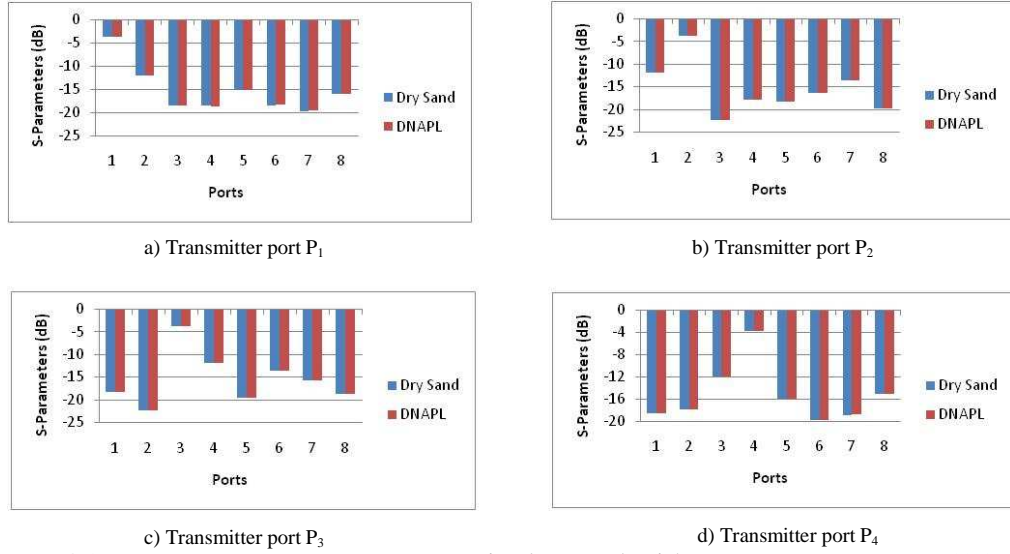 0
-5
-10
-15
-20
-25
S-Parameters (dB)
1 2 3 4 5 6 7 8
Ports
Dry Sand
DNAPL
a) Transmitter port P1
0
-5
-10
-15
-20
-25
S-Parameters (dB)
1 2 3 4 5 6 7 8
Ports
Dry Sand
DNAPL
b) Transmitter port P2
0
-5
-10
-15
-20
-25
S-Parameters (dB)
1 2 3 4 5 6 7 8
Ports
Dry Sand
DNAPL
c) Transmitter port P3
0
-4
-8
-12
-16
-20
S-Parameters (dB)
1 2 3 4 5 6 7 8
Ports
Dry Sand
DNAPL
d) Transmitter port P4